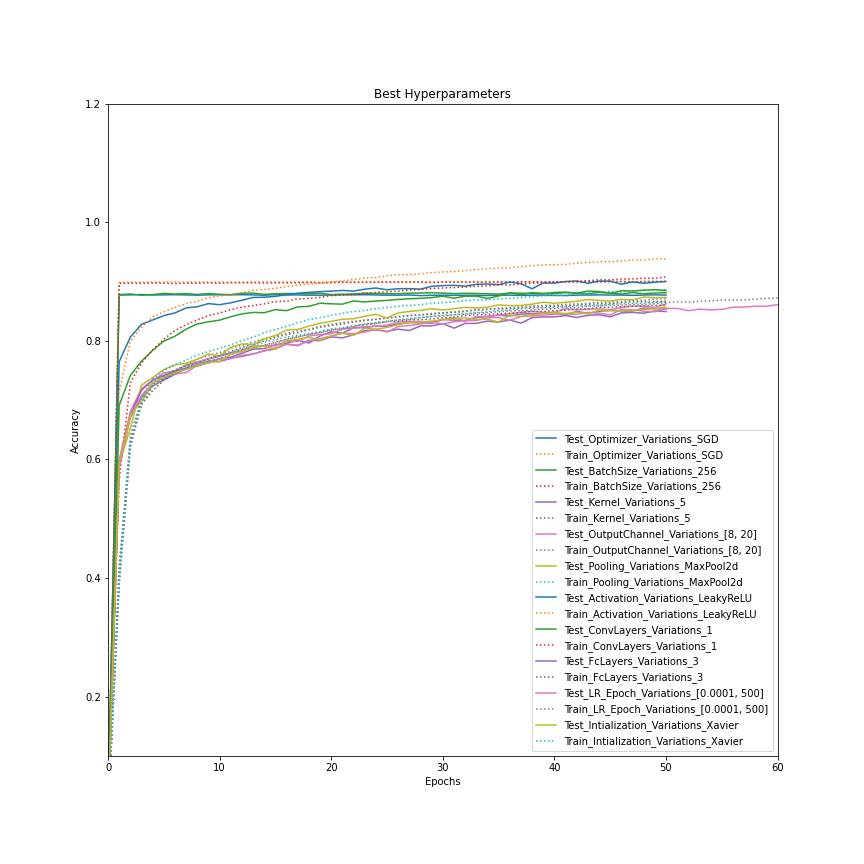 Best Hyperparameters
1.2
1.0
0.8
0.6
0.4
0.2
Accuracy
0 10 20 30 40 50 60
Epochs
Test_Optimizer_Variations_SGD
Train_Optimizer_Variations_SGD
Test_BatchSize_Variations_256
Train_BatchSize_Variations_256
Test_Kernel_Variations_5
Train_Kernel_Variations_5
Test_OutputChannel_Variations_[8, 20]
Train_OutputChannel_Variations_[8, 20]
Test_Pooling_Variations_MaxPool2d
Train_Pooling_Variations_MaxPool2d
Test_Activation_Variations_LeakyReLU
Train_Activation_Variations_LeakyReLU
Test_ConvLayers_Variations_1
Train_ConvLayers_Variations_1
Test_FcLayers_Variations_3
Train_FcLayers_Variations_3
Test_LR_Epoch_Variations_[0.0001, 500]
Train_LR_Epoch_Variations_[0.0001, 500]
Test_Intialization_Variations_Xavier
Train_Intialization_Variations_Xavier